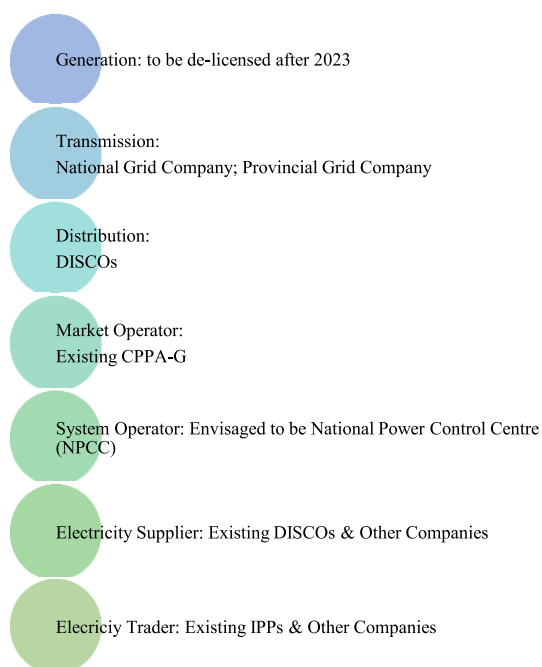 Generation: to be de-licensed after 2023
Transmission:
National Grid Company; Provincial Grid Company
Distribution:
DISCOs
Market Operator:
Existing CPPA-G
System Operator: Envisaged to be National Power Control Centre
(NPCC)
Electricity Supplier: Existing DISCOs & Other Companies
Elecriciy Trader: Existing IPPs & Other Companies